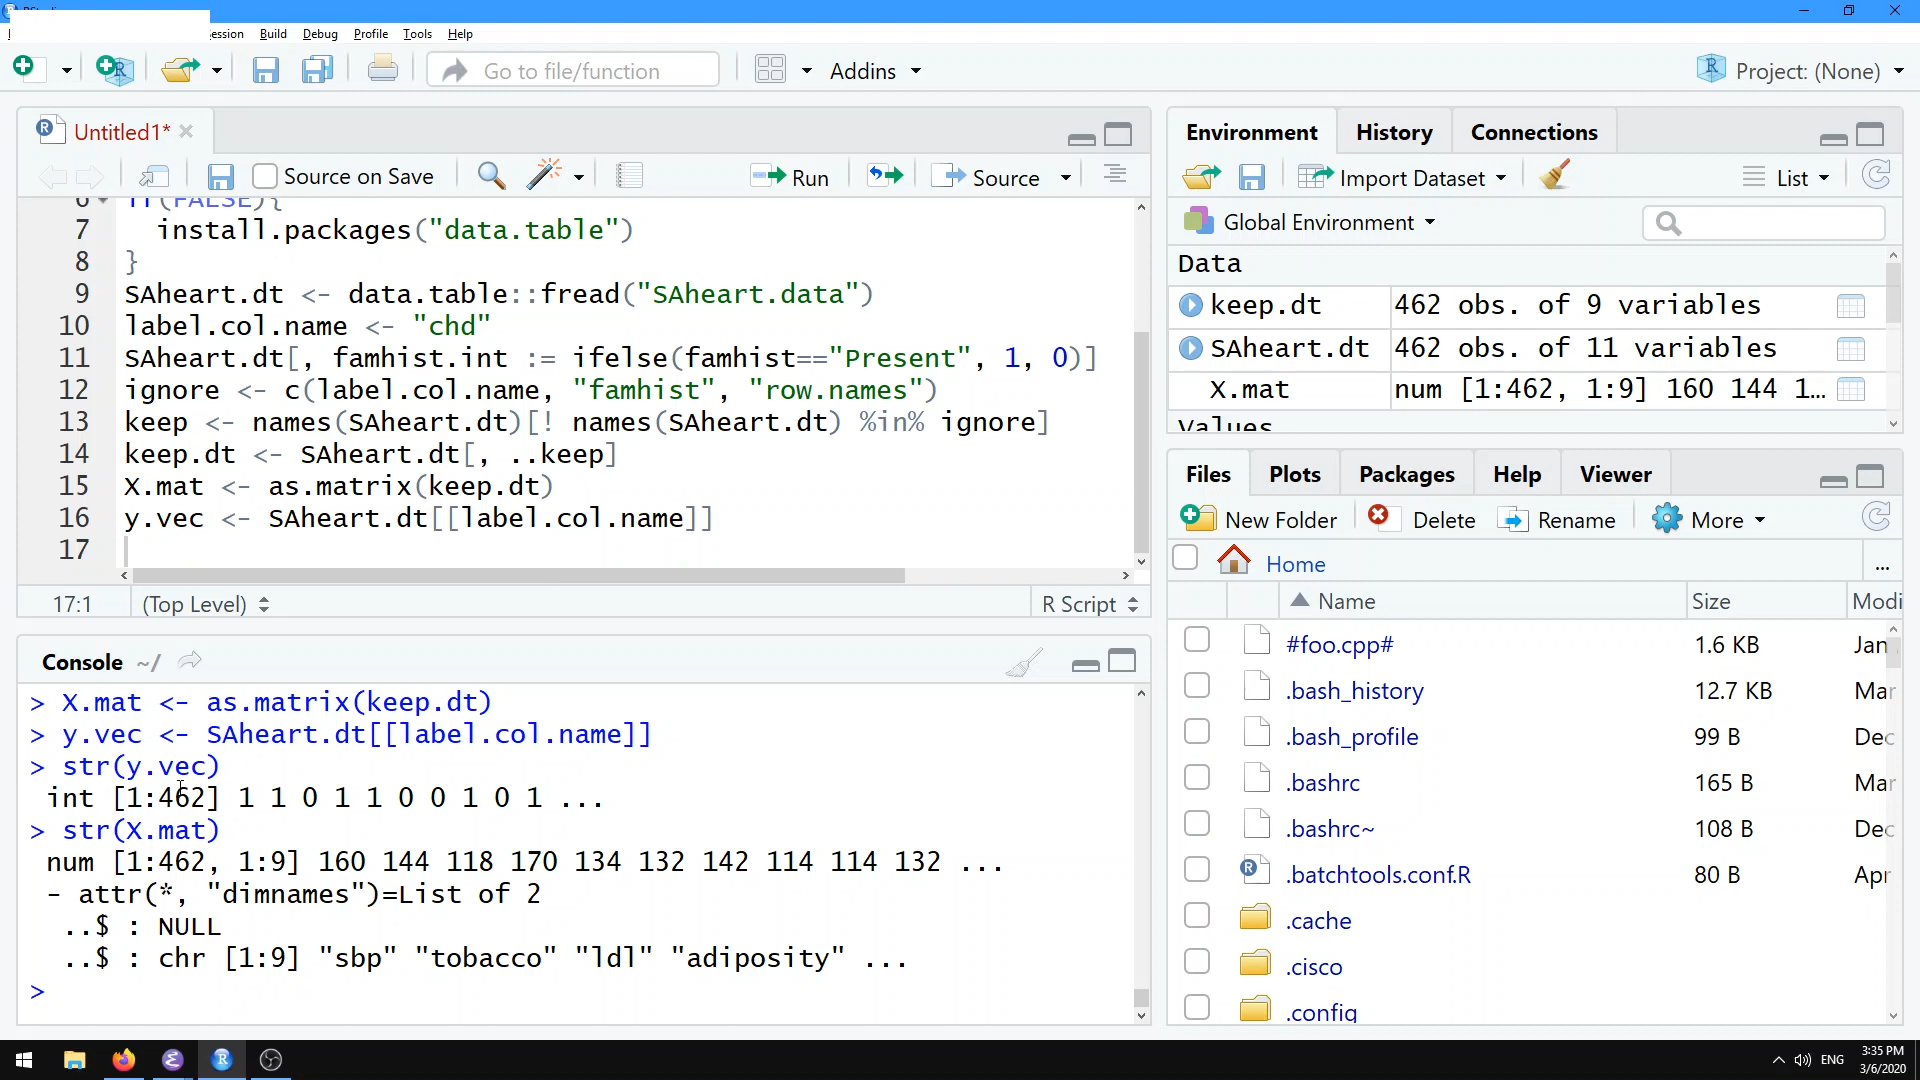 ession Build Debug Profile Tools Help
Go to file/function Addins Project: (None)
Untitled1*
Source on Save Run Source
if(FALSE){
7 install.packages("data.table")
8 }
9 SAheart.dt <- data.table::fread("SAheart.data")
10 label.col.name <- "chd"
11 SAheart.dt[, famhist.int := ifelse(famhist=="Present", 1, 0)]
12 ignore <- c(label.col.name, "famhist", "row.names")
13 keep <- names(SAheart.dt)[! names(SAheart.dt) %in% ignore]
14 keep.dt <- SAheart.dt[, ..keep]
15 X.mat <- as.matrix(keep.dt)
16 y.vec <- SAheart.dt[[label.col.name]]
17
17:1 (Top Level) R Script
Console ~/
> X.mat <- as.matrix(keep.dt)
> y.vec <- SAheart.dt[[label.col.name]]
> str(y.vec)
int [1:462] 1 1 0 1 1 0 0 1 0 1 ...
> str(X.mat)
num [1:462, 1:9] 160 144 118 170 134 132 142 114 114 132 ...
- attr(*, "dimnames")=List of 2
..$ : NULL
..$ : chr [1:9] "sbp" "tobacco" "ldl" "adiposity" ...
>
Environment History Connections
Import Dataset List
Global Environment
Data
keep.dt 462 obs. of 9 variables
SAheart.dt 462 obs. of 11 variables
X.mat num [1:462, 1:9] 160 144 1...
Values
Files Plots Packages Help Viewer
New Folder Delete Rename More
Home ...
Name Size Modi
#foo.cpp# 1.6 KB Jan
.bash_history 12.7 KB Mar
.bash_profile 99 B Dec
.bashrc 165 B Mar
.bashrc~ 108 B Dec
.batchtools.conf.R 80 B Apr
.cache
.cisco
.config
ENG 3:35 PM
3/6/2020